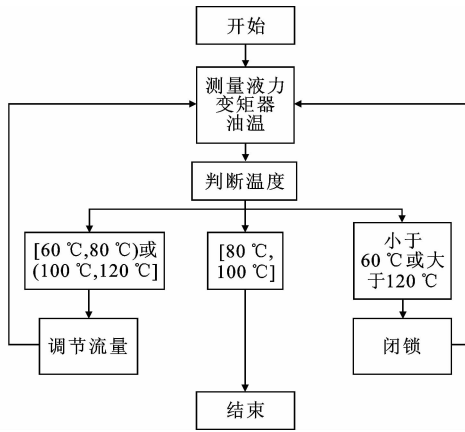 开始
测量液力
变矩器
油温
判断温度
[60 ℃,80 ℃)或
(100 ℃,120 ℃]
[80 ℃,
100 ℃]
小于
60 ℃或大
于120 ℃
调节流量
闭锁
结束